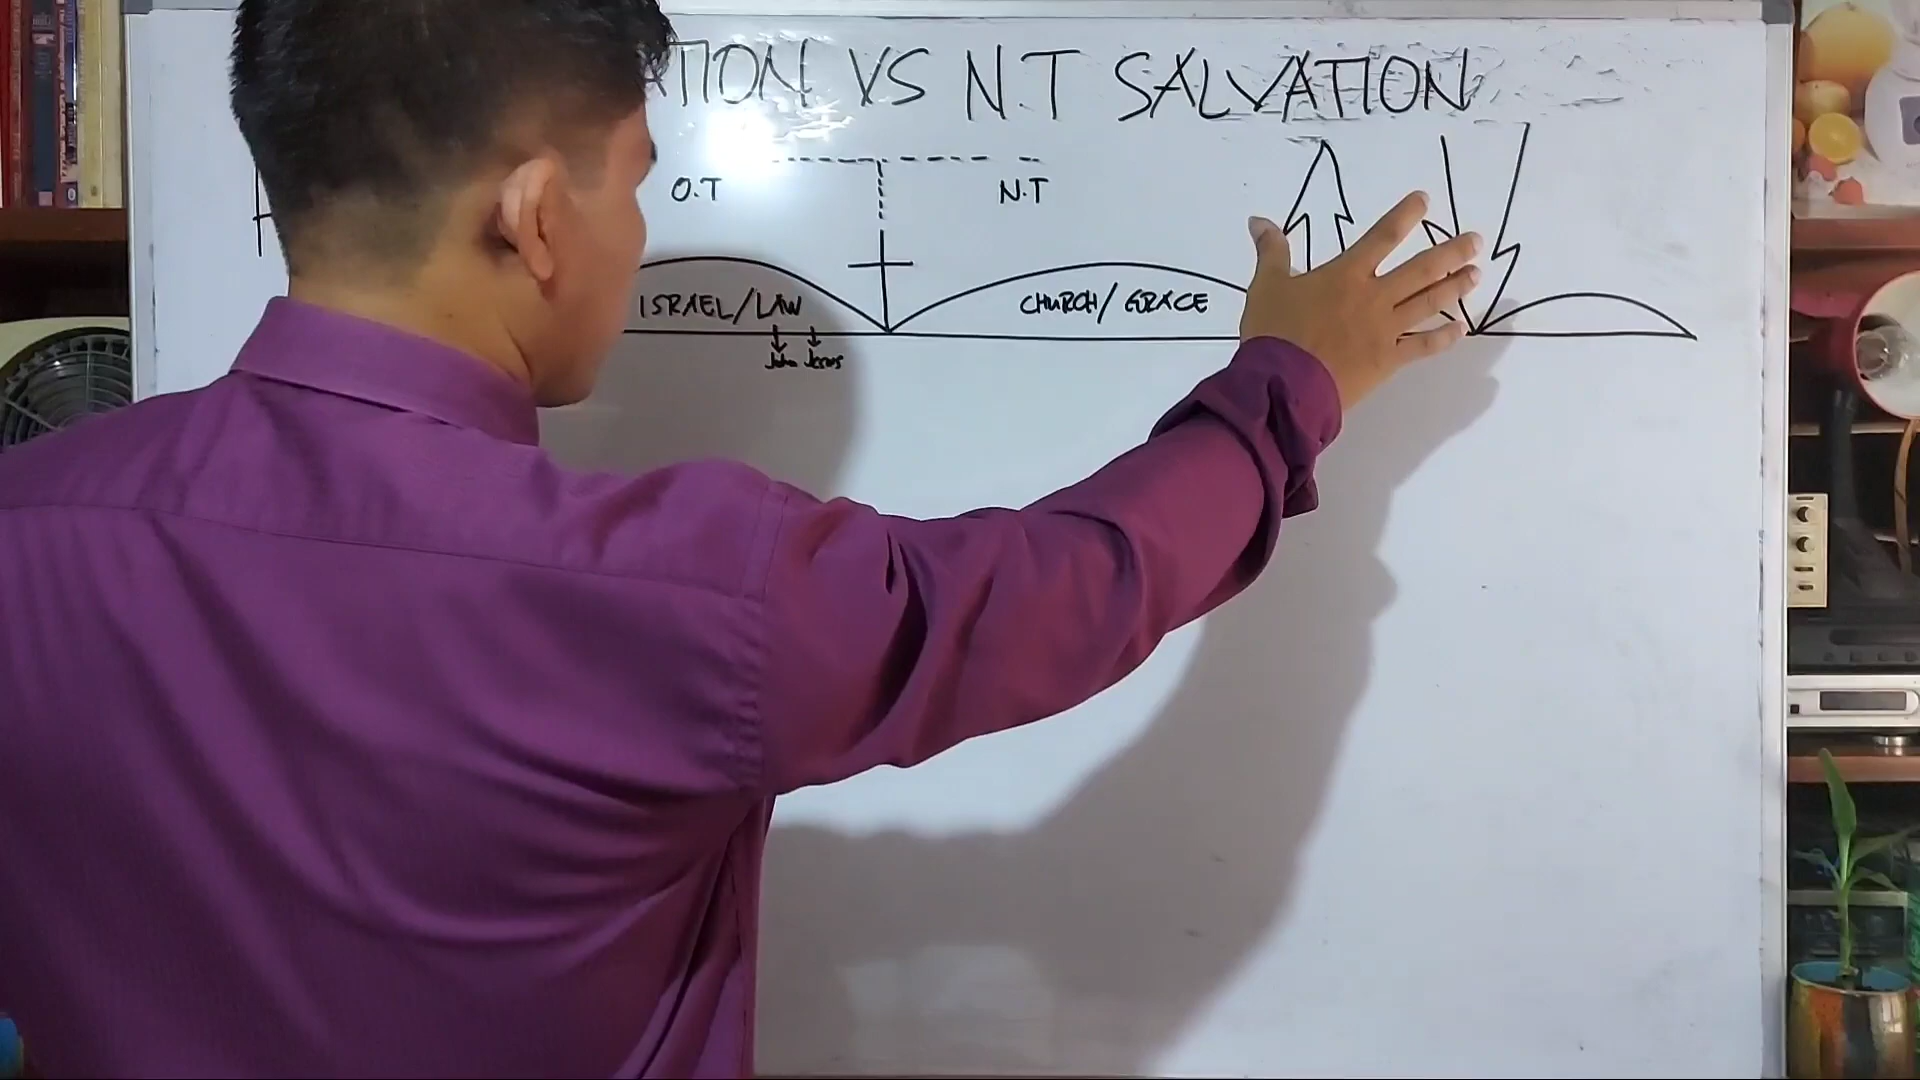 ATION VS N.T SALVATION
O.T N.T
ISRAEL/LAW CHURCH/ GRACE
John Jesus